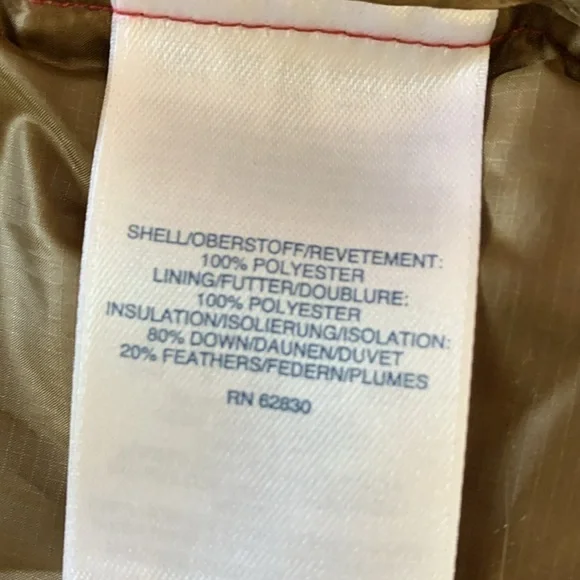 SHELL/OBERSTOFF/REVETEMENT:
100% POLYESTER
LINING/FUTTER/DOUBLURE:
100% POLYESTER
INSULATION/ISOLIERUNG/ISOLATION:
80% DOWN/DAUNEN/DUVET
20% FEATHERS/FEDERN/PLUMES
RN 62830